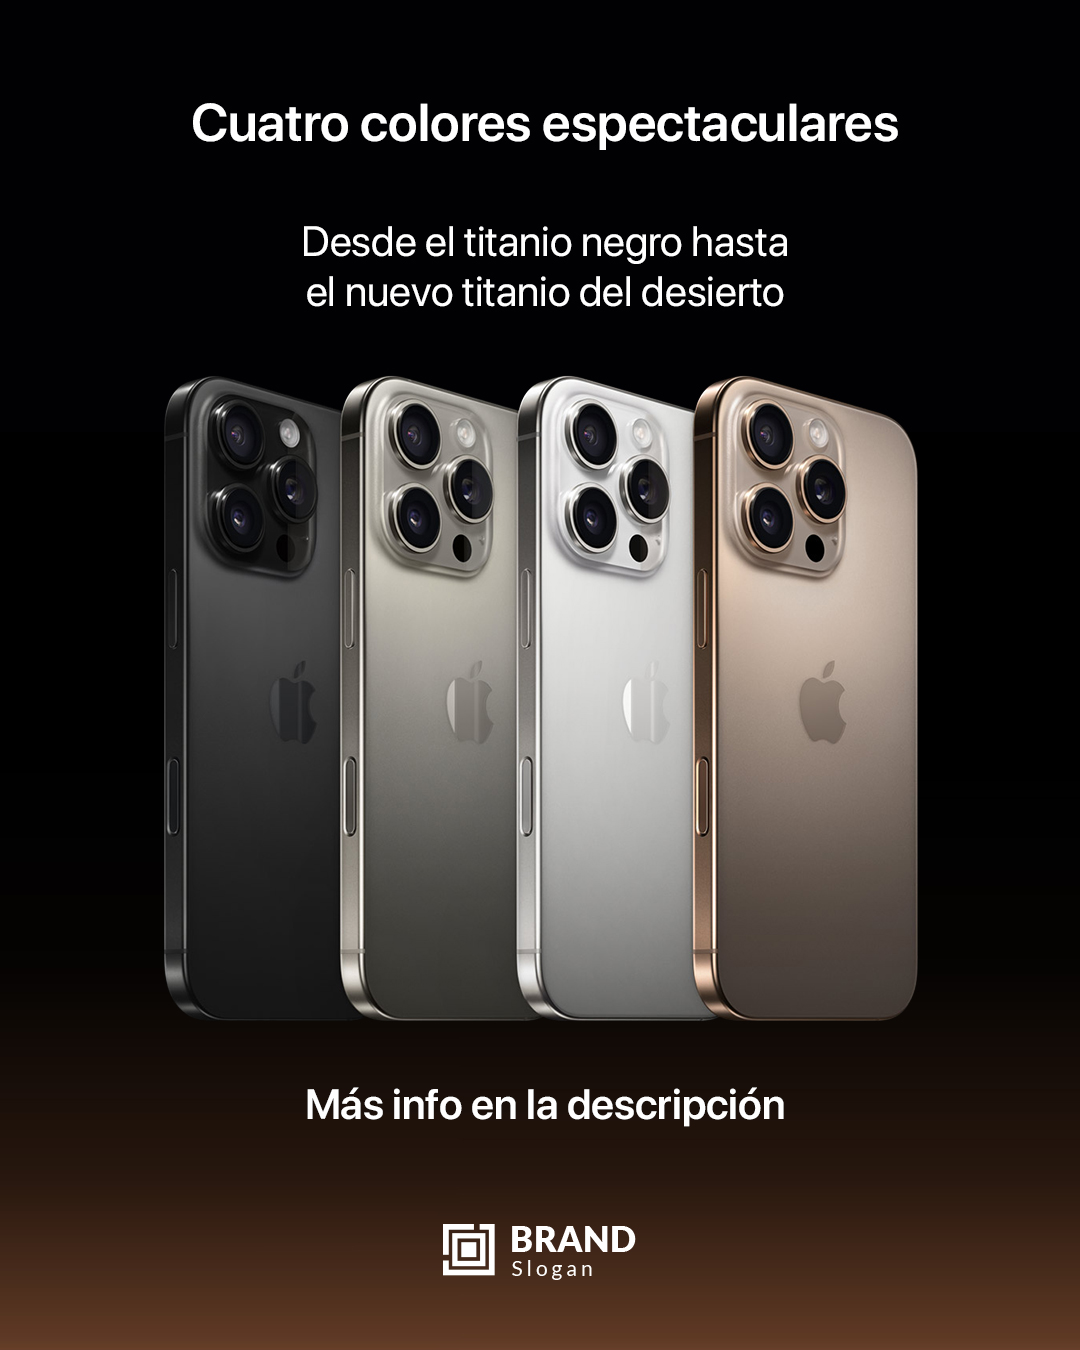 Cuatro colores espectaculares
Desde el titanio negro hasta
el nuevo titanio del desierto
Más info en la descripción
BRAND
Slogan